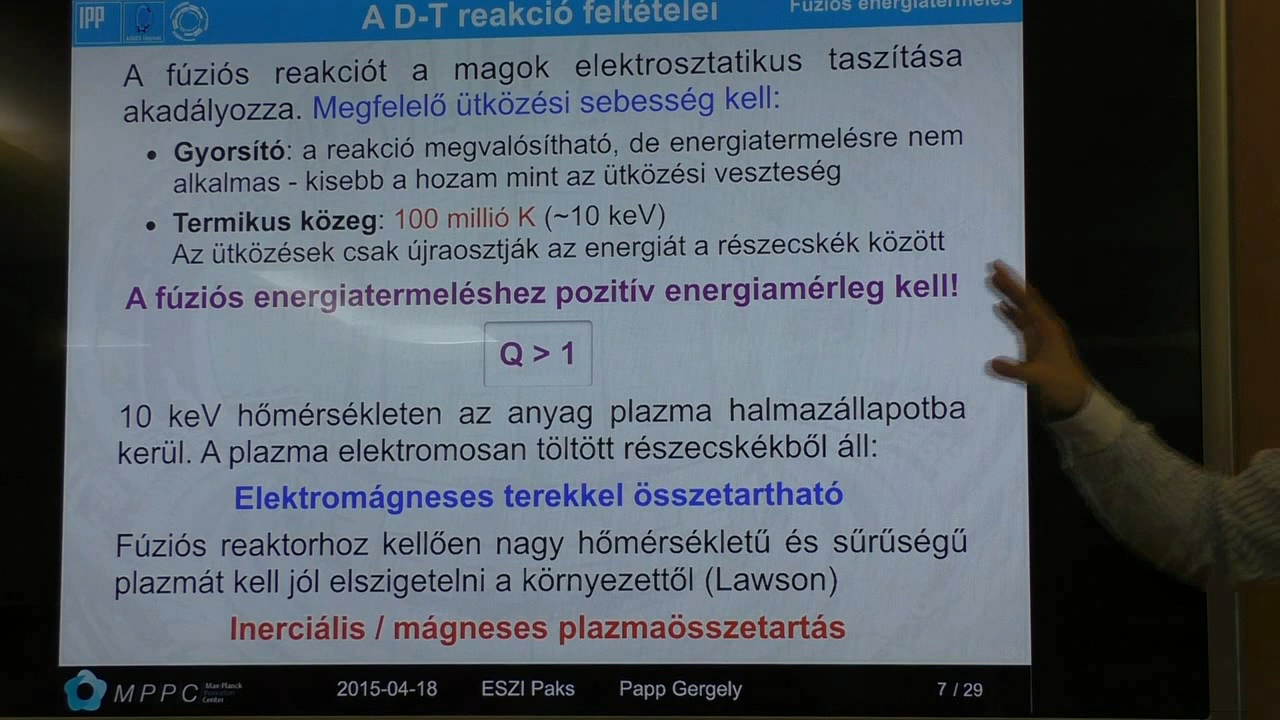 IPP
A D-T reakció feltételei
Fúziós energiatermelés
A fúziós reakciót a magok elektrosztatikus taszítása
akadályozza. Megfelelő ütközési sebesség kell:
• Gyorsító: a reakció megvalósítható, de energiatermelésre nem
alkalmas - kisebb a hozam mint az ütközési veszteség
• Termikus közeg: 100 millió K (~10 keV)
Az ütközések csak újraosztják az energiát a részecskék között
A fúziós energiatermeléshez pozitív energiamérleg kell!
Q > 1
10 keV hőmérsékleten az anyag plazma halmazállapotba
kerül. A plazma elektromosan töltött részecskékből áll:
Elektromágneses terekkel összetartható
Fúziós reaktorhoz kellően nagy hőmérsékletű és sűrűségű
plazmát kell jól elszigetelni a környezettől (Lawson)
Inerciális / mágneses plazmaösszetartás
MPPC
Max-Planck
Princeton
Center
2015-04-18 ESZI Paks Papp Gergely 7 / 29